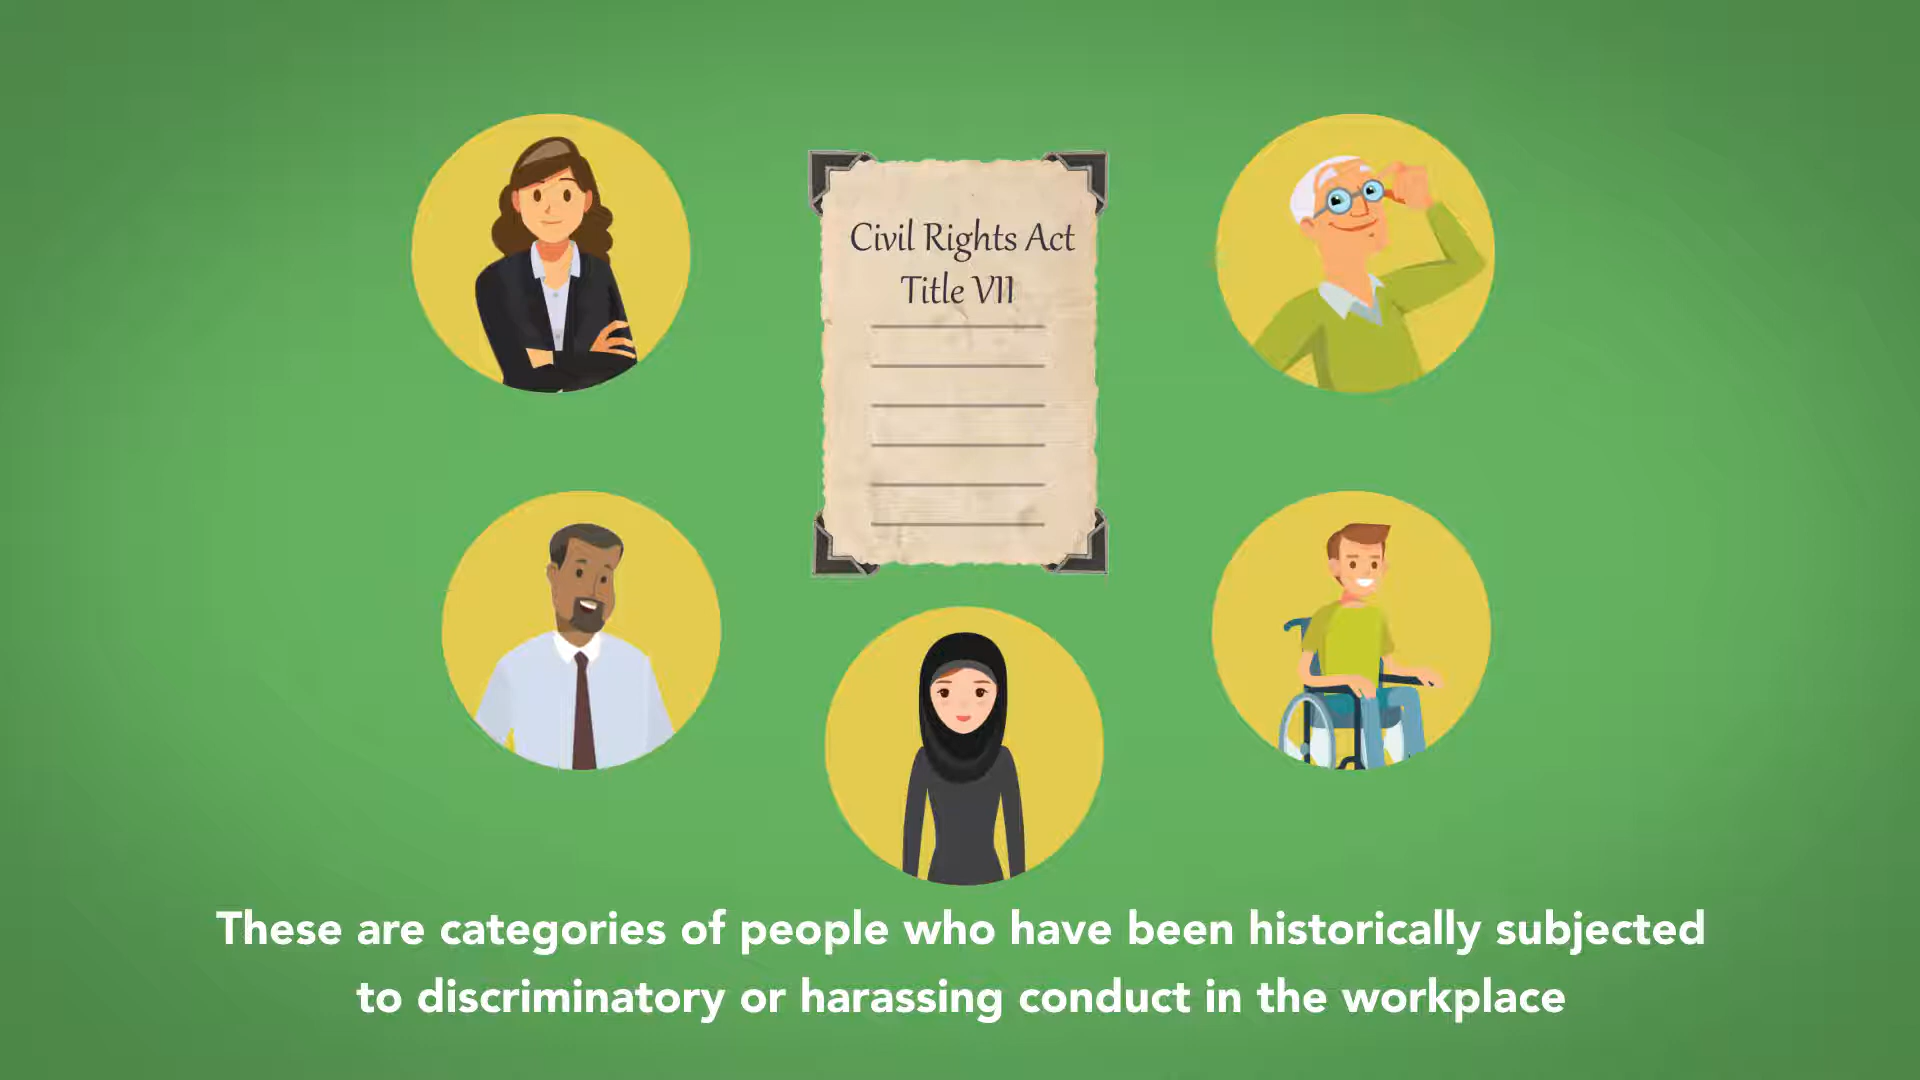 Civil Rights Act
Title VII
These are categories of people who have been historically subjected
to discriminatory or harassing conduct in the workplace